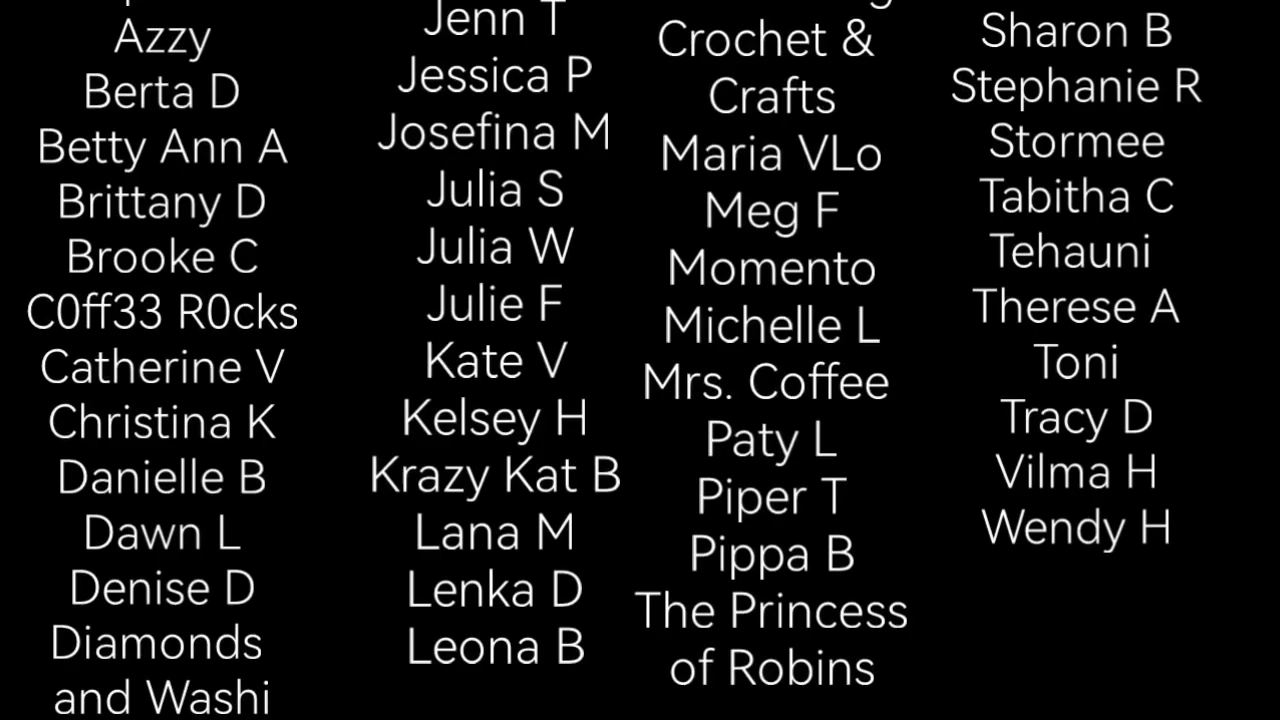 Azzy
Berta D
Betty Ann A
Brittany D
Brooke C
C0ff33 R0cks
Catherine V
Christina K
Danielle B
Dawn L
Denise D
Diamonds
and Washi
Jenn T
Jessica P
Josefina M
Julia S
Julia W
Julie F
Kate V
Kelsey H
Krazy Kat B
Lana M
Lenka D
Leona B
Crochet &
Crafts
Maria VLo
Meg F
Momento
Michelle L
Mrs. Coffee
Paty L
Piper T
Pippa B
The Princess
of Robins
Sharon B
Stephanie R
Stormee
Tabitha C
Tehauni
Therese A
Toni
Tracy D
Vilma H
Wendy H